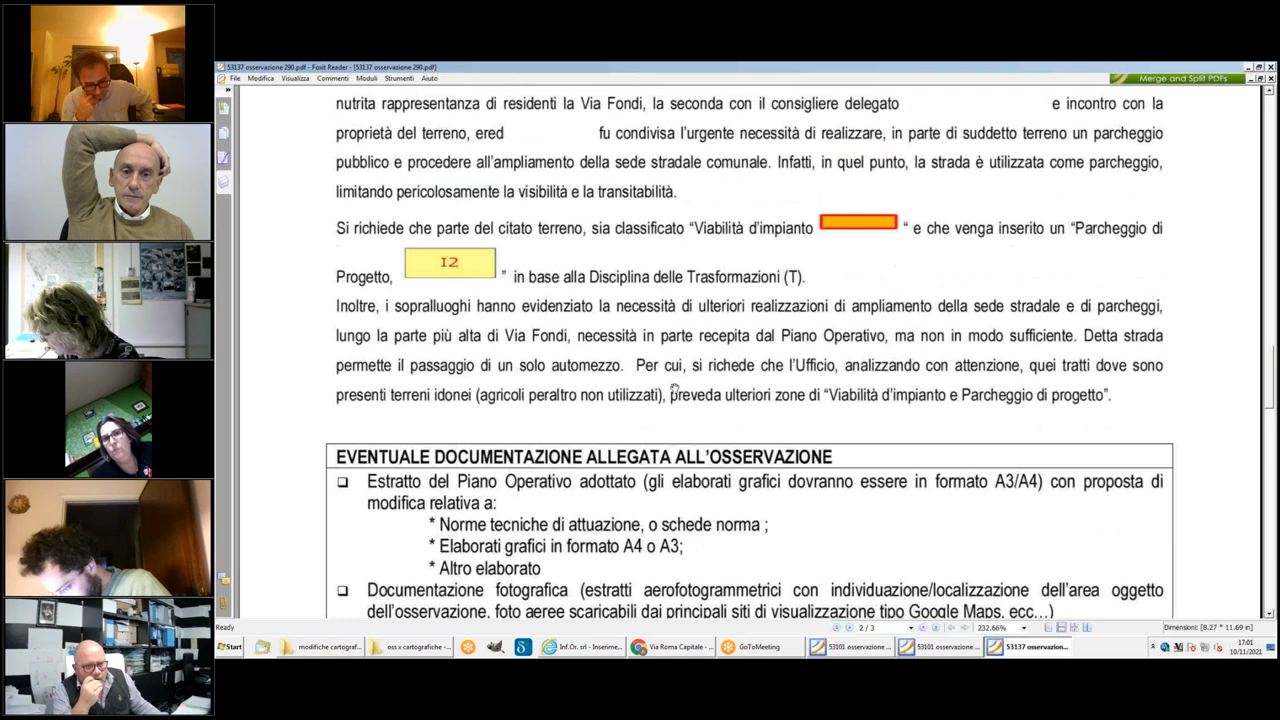 53137 osservazione 290.pdf - Foxit Reader - [53137 osservazione 290.pdf]
File Modifica Visualizza Commenti Moduli Strumenti Aiuto
Merge and Split PDFs
nutrita rappresentanza di residenti la Via Fondi, la seconda con il consigliere delegato e incontro con la
proprietà del terreno, ered fu condivisa l'urgente necessità di realizzare, in parte di suddetto terreno un parcheggio
pubblico e procedere all'ampliamento della sede stradale comunale. Infatti, in quel punto, la strada è utilizzata come parcheggio,
limitando pericolosamente la visibilità e la transitabilità.
Si richiede che parte del citato terreno, sia classificato "Viabilità d'impianto " e che venga inserito un "Parcheggio di
Progetto, I2 " in base alla Disciplina delle Trasformazioni (T).
Inoltre, i sopralluoghi hanno evidenziato la necessità di ulteriori realizzazioni di ampliamento della sede stradale e di parcheggi,
lungo la parte più alta di Via Fondi, necessità in parte recepita dal Piano Operativo, ma non in modo sufficiente. Detta strada
permette il passaggio di un solo automezzo. Per cui, si richiede che l'Ufficio, analizzando con attenzione, quei tratti dove sono
presenti terreni idonei (agricoli peraltro non utilizzati), preveda ulteriori zone di "Viabilità d'impianto e Parcheggio di progetto".
EVENTUALE DOCUMENTAZIONE ALLEGATA ALL'OSSERVAZIONE
❑ Estratto del Piano Operativo adottato (gli elaborati grafici dovranno essere in formato A3/A4) con proposta di
modifica relativa a:
* Norme tecniche di attuazione, o schede norma ;
* Elaborati grafici in formato A4 o A3;
* Altro elaborato
❑ Documentazione fotografica (estratti aerofotogrammetrici con individuazione/localizzazione dell'area oggetto
dell'osservazione, foto aeree scaricabili dai principali siti di visualizzazione tipo Google Maps, ecc…)
Ready 2 / 3 232.66% Dimensioni: [8.27 * 11.69 In]
Start modifiche cartograf... oss x cartografiche - ... Inf.Or. srl - Inserime... Via Roma Capitale - ... GoToMeeting 53101 osservazione ... 53101 osservazione ... 53137 osservazion... 17:01
10/11/2021